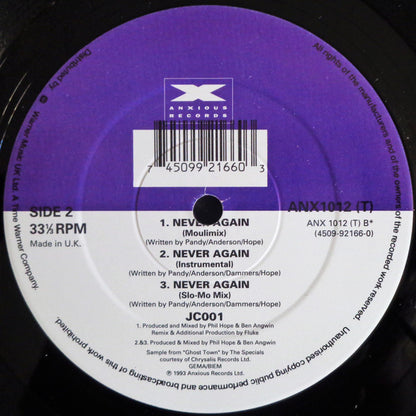 ANXIOUS
RECORDS
7 45099 21660 3
SIDE 2
33⅓ RPM
Made in U.K.
ANX1012 (T)
ANX 1012 (T) B*
(4509-92166-0)
1. NEVER AGAIN
(Moulimix)
(Written by Pandy/Anderson/Hope)
2. NEVER AGAIN
(Instrumental)
(Written by Pandy/Anderson/Dammers/Hope)
3. NEVER AGAIN
(Slo-Mo Mix)
(Written by Pandy/Anderson/Dammers/Hope)
JC001
1. Produced and Mixed by Phil Hope & Ben Angwin
Remix & Additional Production by Fluke
2.&3. Produced & Mixed by Phil Hope & Ben Angwin
Sample from "Ghost Town" by The Specials
courtesy of Chrysalis Records Ltd.
GEMA/BIEM
℗ 1993 Anxious Records Ltd.
Distributed by Warner Music UK Ltd. A Time Warner Company.
All rights of the manufacturers and of the owners of the recorded work reserved.
Unauthorised copying public performance and broadcasting of this work prohibited.